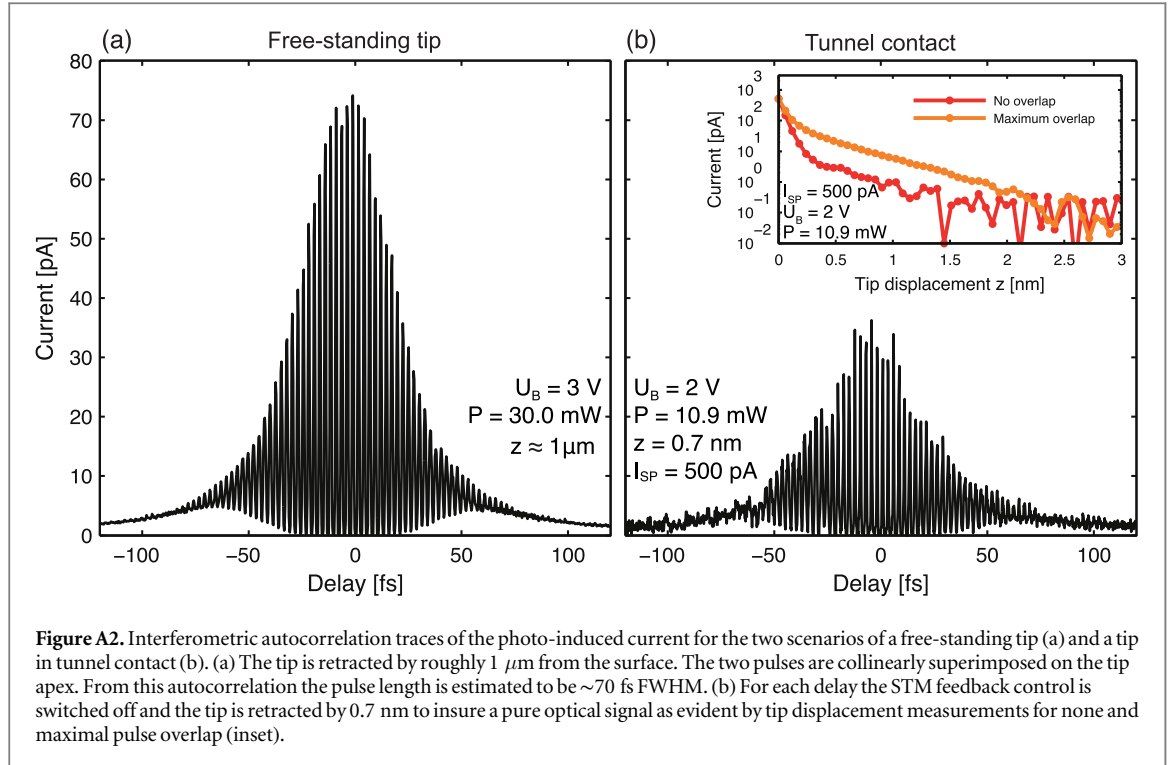 (a) Free-standing tip
80
70
60
50
40
30
20
10
0
Current [pA]
U_B = 3 V
P = 30.0 mW
z ≈ 1μm
−100 −50 0 50 100
Delay [fs]
(b) Tunnel contact
10^3
10^2
10^1
10^0
10^-1
10^-2
Current [pA]
No overlap
Maximum overlap
I_SP = 500 pA
U_B = 2 V
P = 10.9 mW
0 0.5 1 1.5 2 2.5 3
Tip displacement z [nm]
U_B = 2 V
P = 10.9 mW
z = 0.7 nm
I_SP = 500 pA
−100 −50 0 50 100
Delay [fs]
Figure A2. Interferometric autocorrelation traces of the photo-induced current for the two scenarios of a free-standing tip (a) and a tip
in tunnel contact (b). (a) The tip is retracted by roughly 1 μm from the surface. The two pulses are collinearly superimposed on the tip
apex. From this autocorrelation the pulse length is estimated to be ~70 fs FWHM. (b) For each delay the STM feedback control is
switched off and the tip is retracted by 0.7 nm to insure a pure optical signal as evident by tip displacement measurements for none and
maximal pulse overlap (inset).